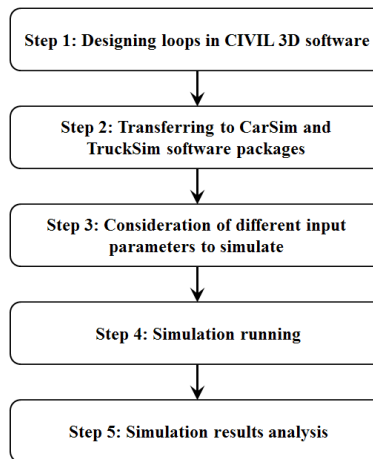 Step 1: Designing loops in CIVIL 3D software
Step 2: Transferring to CarSim and
TruckSim software packages
Step 3: Consideration of different input
parameters to simulate
Step 4: Simulation running
Step 5: Simulation results analysis